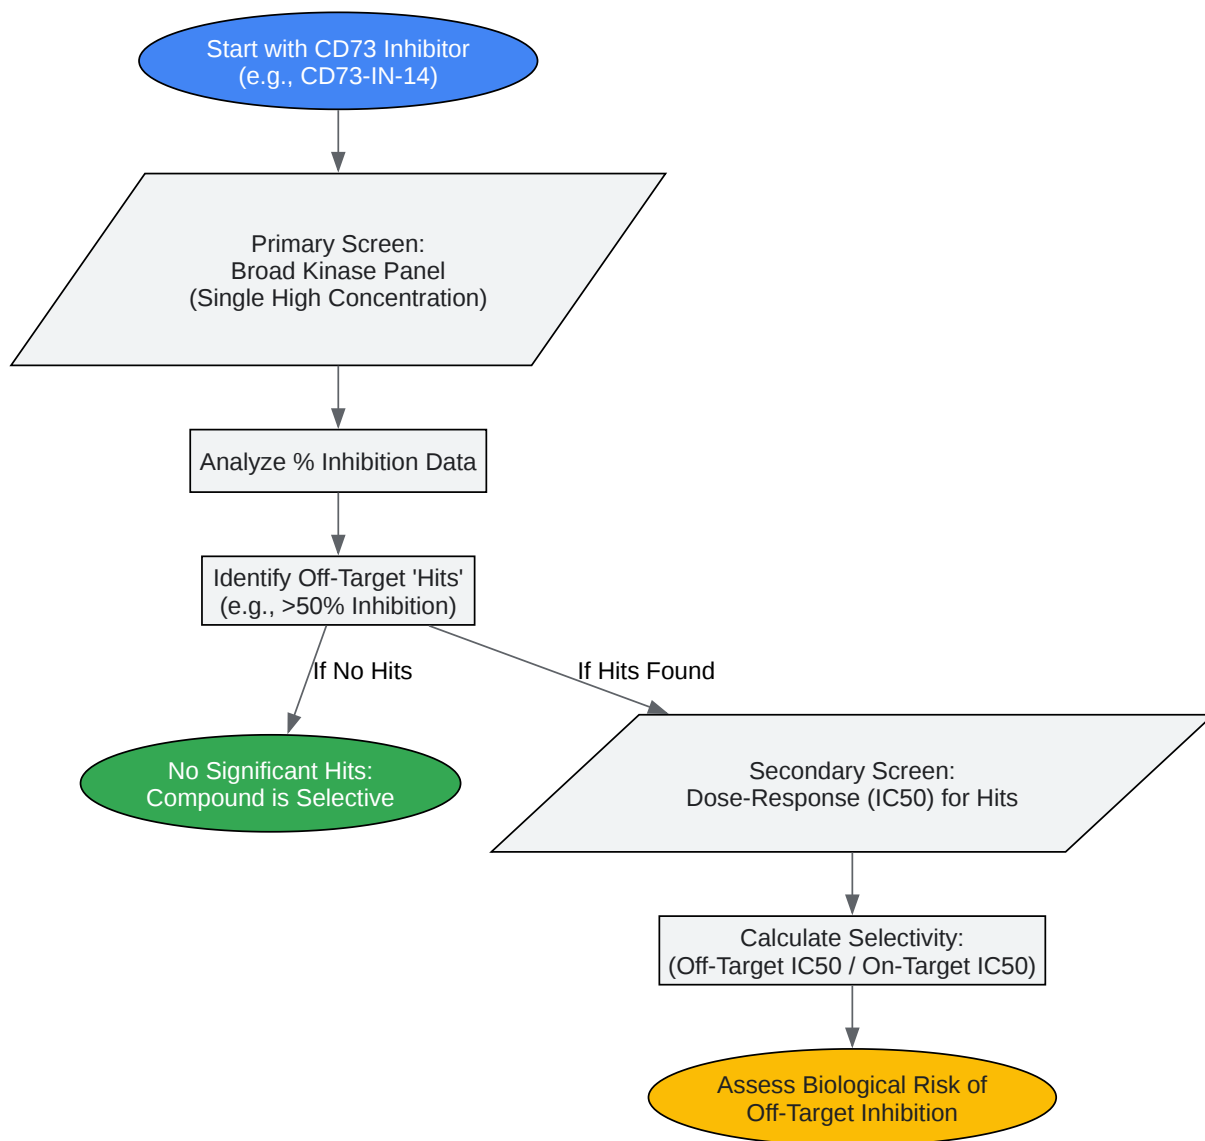 Start with CD73 Inhibitor
(e.g., CD73-IN-14)
Primary Screen:
Broad Kinase Panel
(Single High Concentration)
Analyze % Inhibition Data
Identify Off-Target 'Hits'
(e.g., >50% Inhibition)
If No Hits
If Hits Found
No Significant Hits:
Compound is Selective
Secondary Screen:
Dose-Response (IC50) for Hits
Calculate Selectivity:
(Off-Target IC50 / On-Target IC50)
Assess Biological Risk of
Off-Target Inhibition